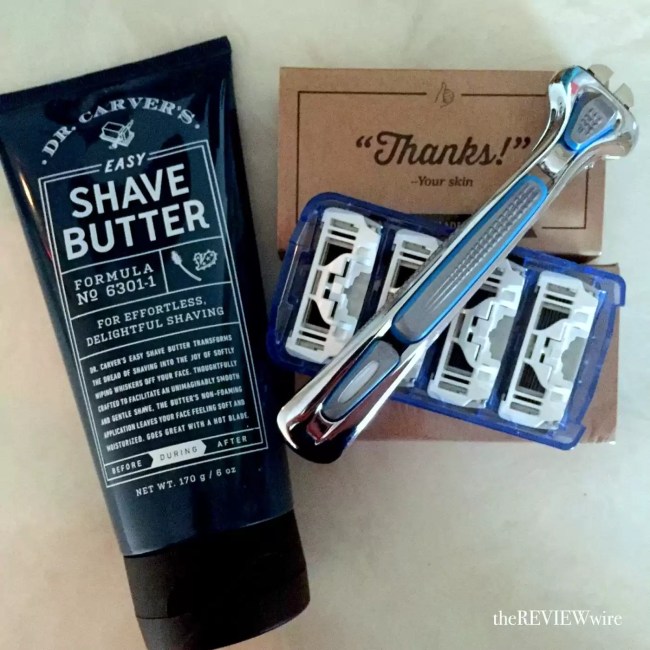 · DR. CARVER'S ·
EASY
SHAVE
BUTTER
FORMULA
Nº 6301-1
FOR EFFORTLESS,
DELIGHTFUL SHAVING
DR. CARVER'S EASY SHAVE BUTTER TRANSFORMS
THE DREAD OF SHAVING INTO THE JOY OF SOFTLY
WIPING WHISKERS OFF YOUR FACE. THOUGHTFULLY
CRAFTED TO FACILITATE AN UNIMAGINABLY SMOOTH
AND GENTLE SHAVE. THE BUTTER'S NON-FOAMING
APPLICATION LEAVES YOUR FACE FEELING SOFT AND
MOISTURIZED. GOES GREAT WITH A HOT BLADE.
BEFORE DURING AFTER
NET WT. 170 g / 6 oz
“Thanks!”
–Your skin
theREVIEWwire